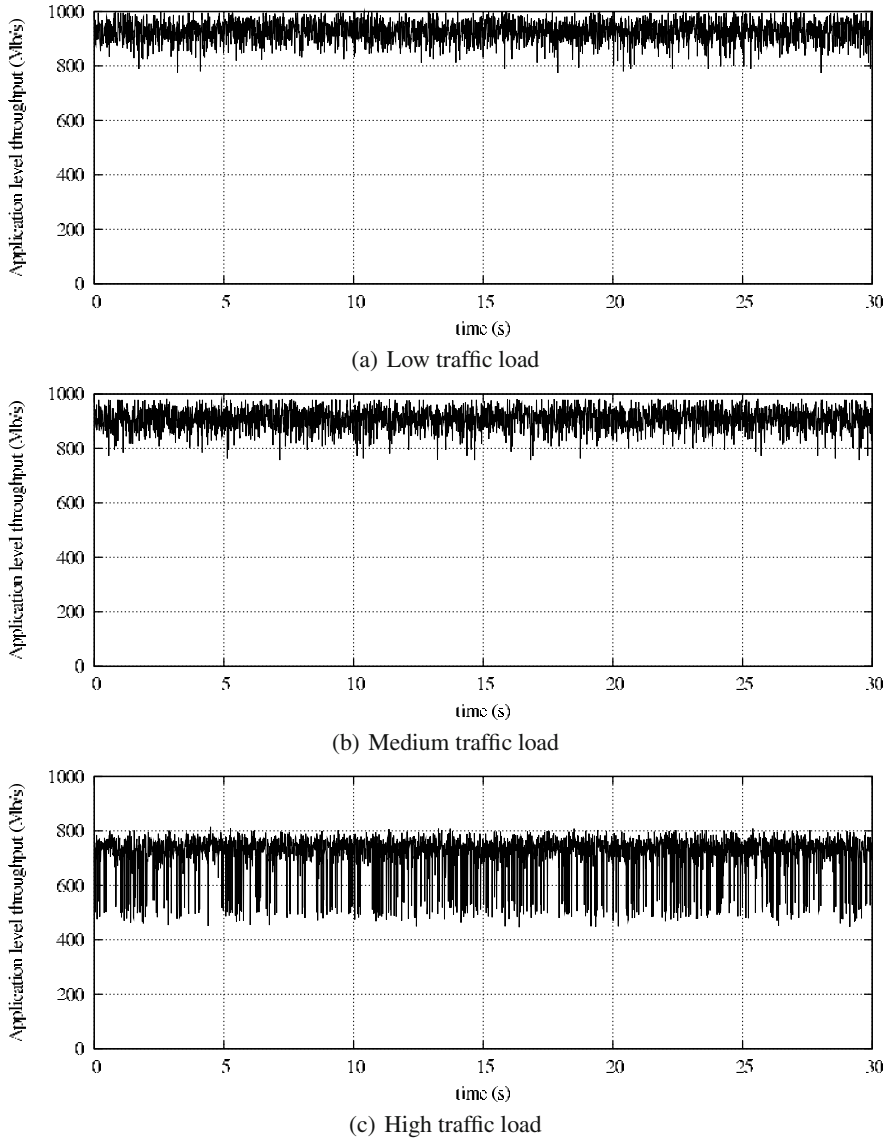 1000
800
600
400
200
0
Application level throughput (Mb/s)
0 5 10 15 20 25 30
time (s)
(a) Low traffic load
1000
800
600
400
200
0
Application level throughput (Mb/s)
0 5 10 15 20 25 30
time (s)
(b) Medium traffic load
1000
800
600
400
200
0
Application level throughput (Mb/s)
0 5 10 15 20 25 30
time (s)
(c) High traffic load